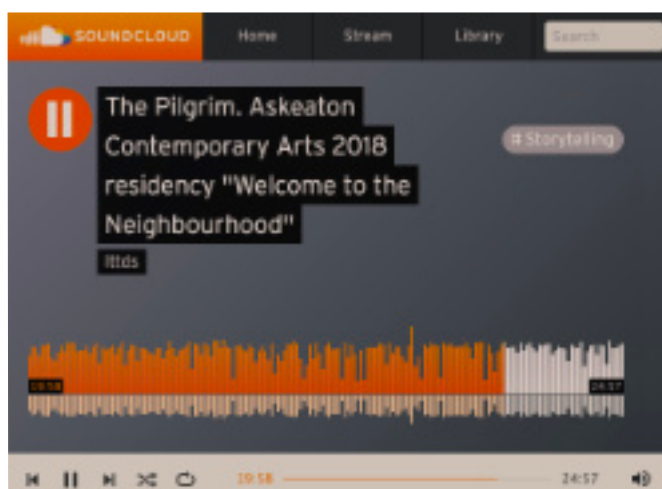 SOUNDCLOUD Home Stream Library Search
The Pilgrim. Askeaton
Contemporary Arts 2018
residency "Welcome to the
Neighbourhood"
#Storytelling
lttds
19:58 24:57
19:58 24:57